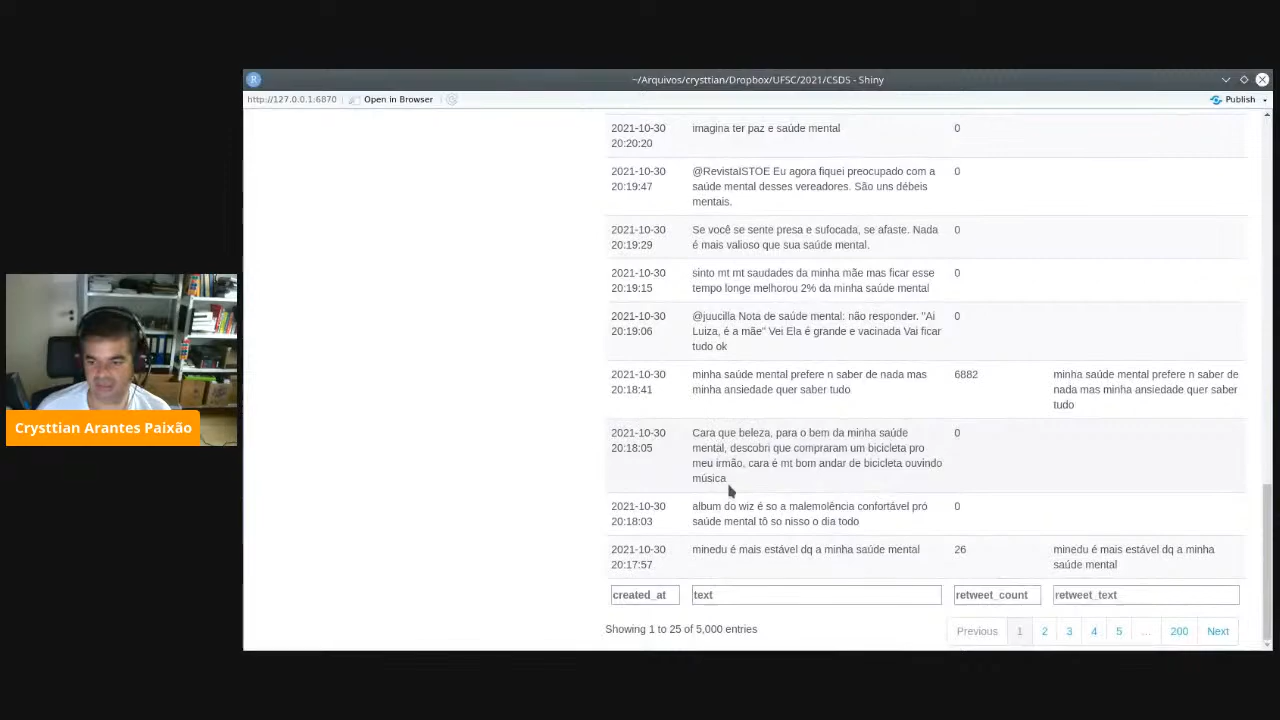 ~/Arquivos/crysttian/Dropbox/UFSC/2021/CSDS - Shiny
http://127.0.0.1:6870 Open in Browser Publish
2021-10-30 imagina ter paz e saúde mental 0
20:20:20
2021-10-30 @RevistaISTOE Eu agora fiquei preocupado com a 0
20:19:47 saúde mental desses vereadores. São uns débeis
mentais.
2021-10-30 Se você se sente presa e sufocada, se afaste. Nada 0
20:19:29 é mais valioso que sua saúde mental.
2021-10-30 sinto mt mt saudades da minha mãe mas ficar esse 0
20:19:15 tempo longe melhorou 2% da minha saúde mental
2021-10-30 @juucilla Nota de saúde mental: não responder. "Ai 0
20:19:06 Luiza, é a mãe" Vei Ela é grande e vacinada Vai ficar
tudo ok
2021-10-30 minha saúde mental prefere n saber de nada mas 6882 minha saúde mental prefere n saber de
20:18:41 minha ansiedade quer saber tudo nada mas minha ansiedade quer saber
tudo
2021-10-30 Cara que beleza, para o bem da minha saúde 0
20:18:05 mental, descobri que compraram um bicicleta pro
meu irmão, cara é mt bom andar de bicicleta ouvindo
música
2021-10-30 album do wiz é so a malemolência confortável pró 0
20:18:03 saúde mental tô so nisso o dia todo
2021-10-30 minedu é mais estável dq a minha saúde mental 26 minedu é mais estável dq a minha
20:17:57 saúde mental
created_at text retweet_count retweet_text
Showing 1 to 25 of 5,000 entries Previous 1 2 3 4 5 ... 200 Next
Crysttian Arantes Paixão